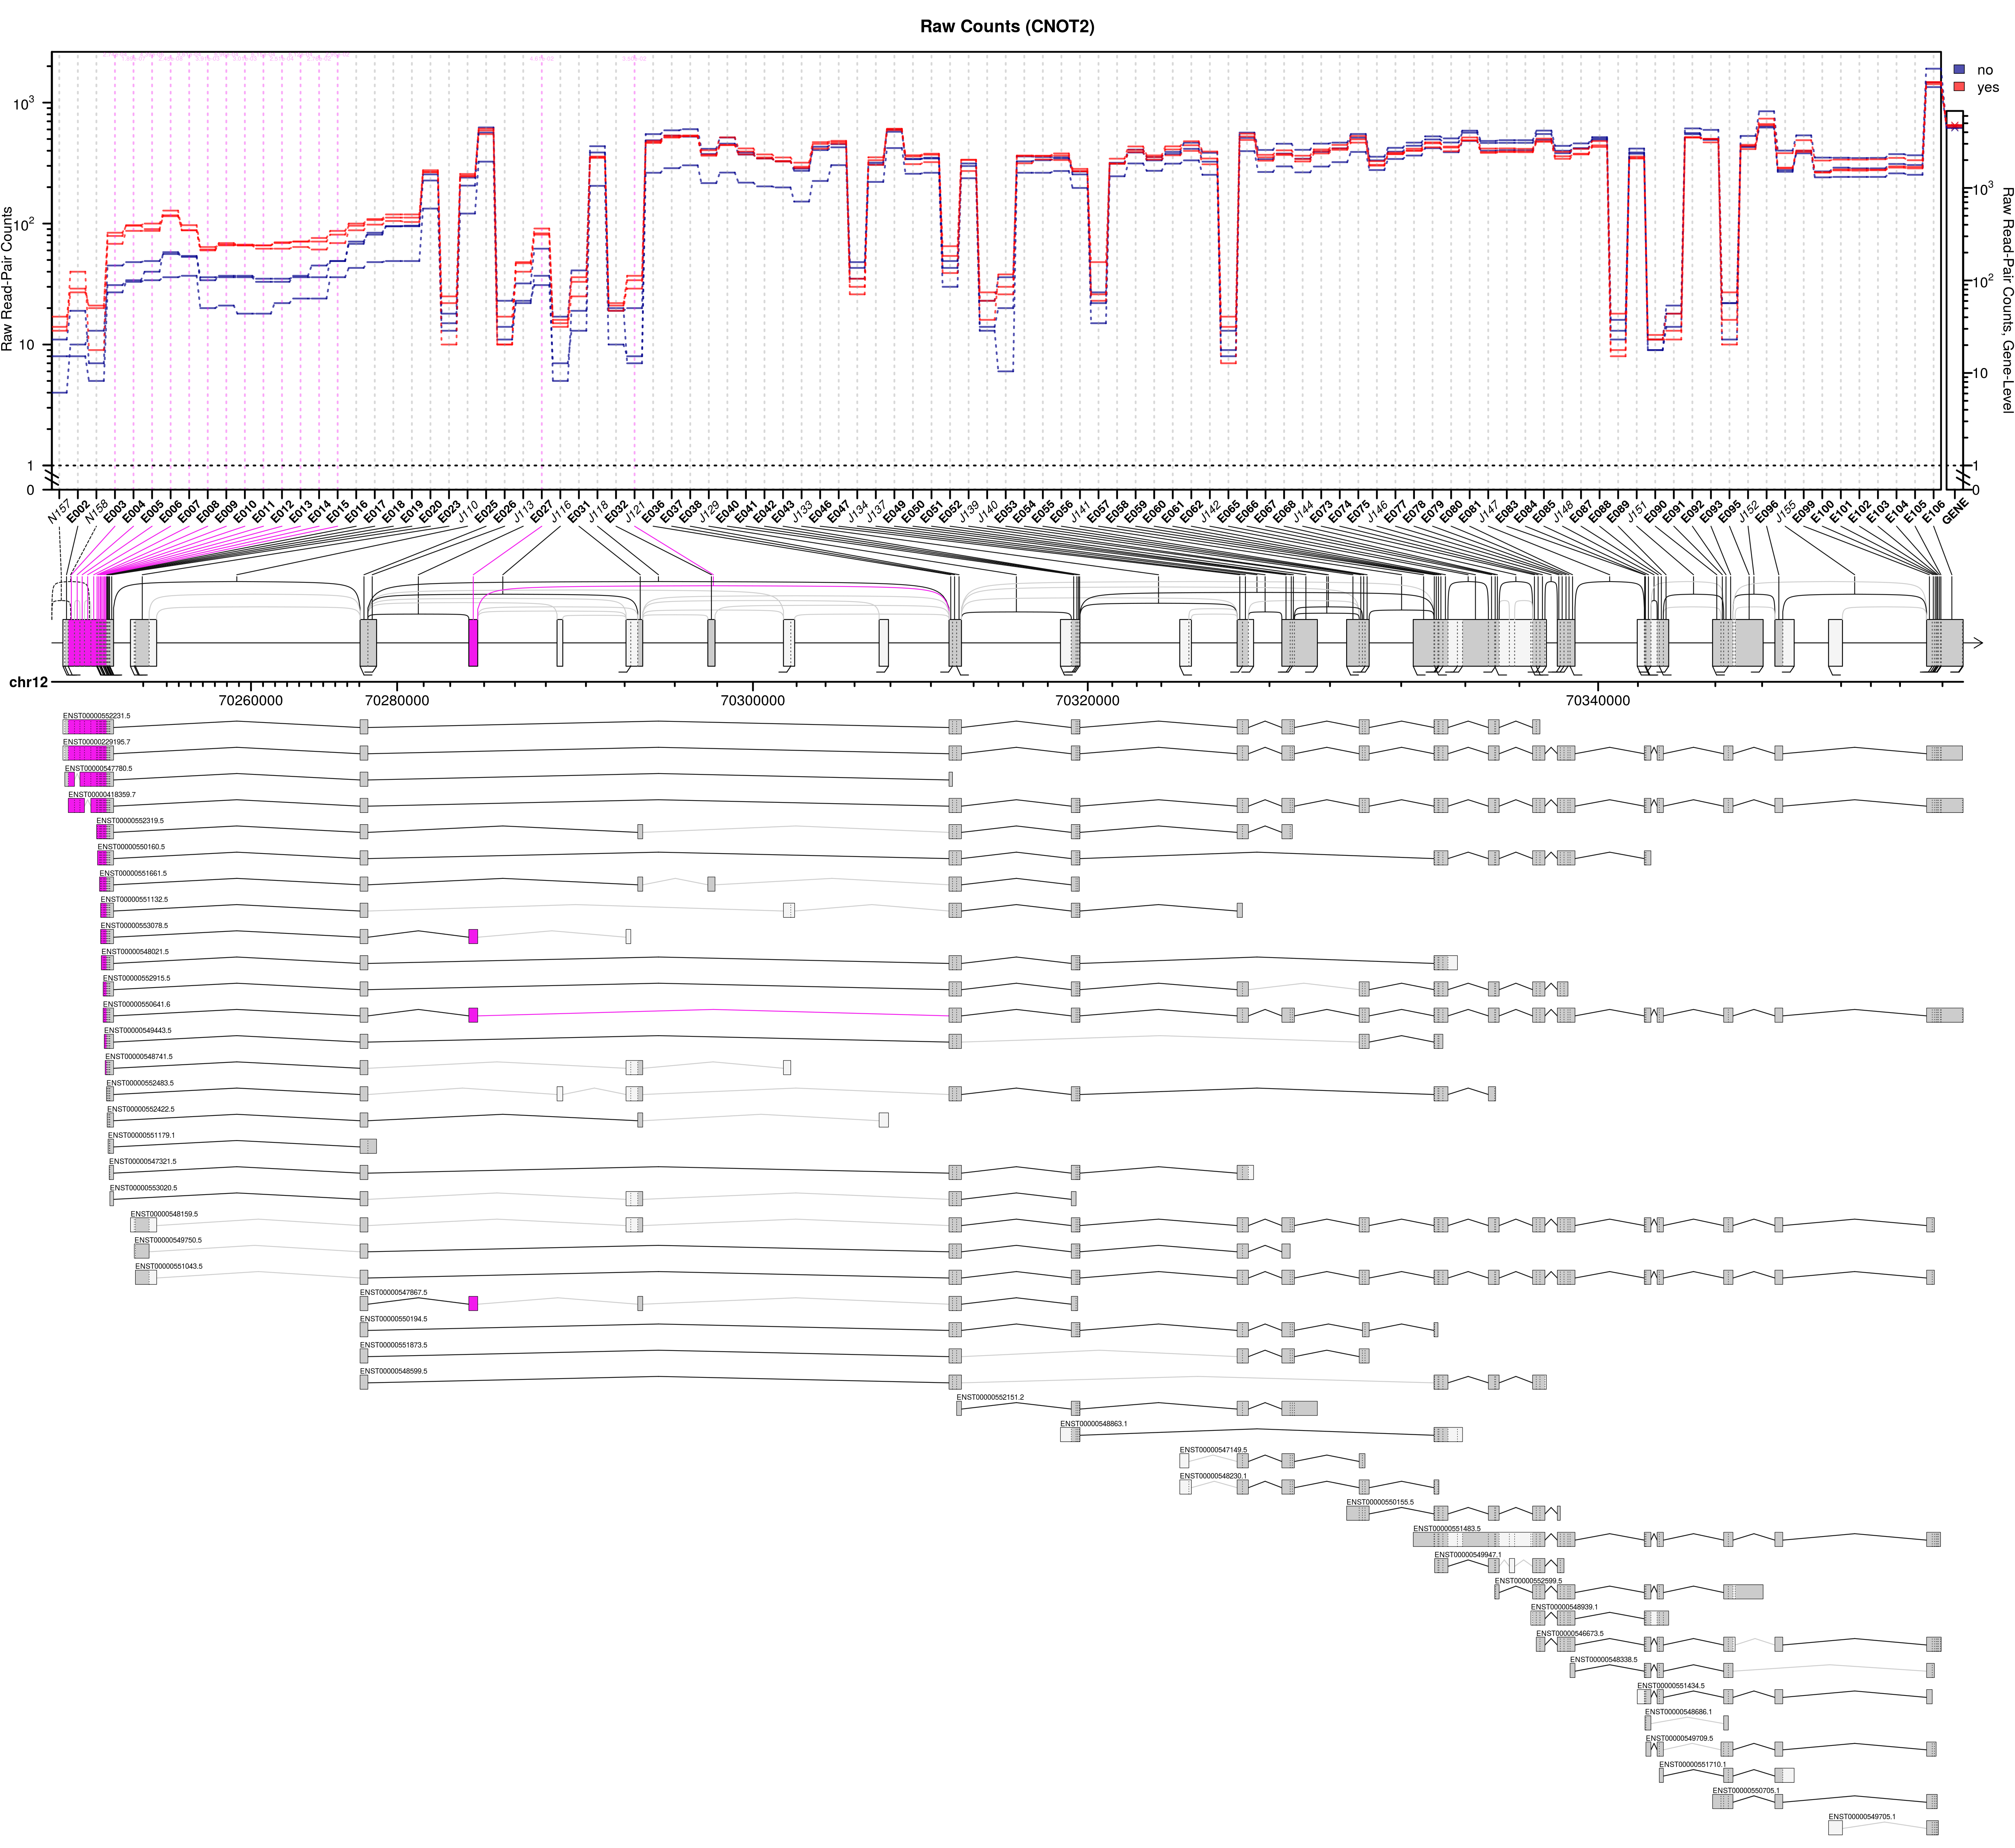 Raw Counts (CNOT2)
no
yes
Raw Read-Pair Counts
10^3
10^2
10
1
0
Raw Read-Pair Counts, Gene-Level
10^3
10^2
10
1
0
N157 E002 N158 E003 E004 E005 E006 E007 E008 E009 E010 E011 E012 E013 E014 E015 E016 E017 E018 E019 E020 E023 J110 E025 E026 J113 E027 J116 E031 J118 E032 J121 E036 E037 E038 J129 E040 E041 E042 E043 J133 E046 E047 J134 J137 E049 E050 E051 E052 J139 J140 E053 E054 E055 E056 J141 E057 E058 E059 E060 E061 E062 J142 E065 E066 E067 E068 J144 E073 E074 E075 J146 E077 E078 E079 E080 E081 J147 E083 E084 E085 J148 E087 E088 E089 J151 E090 E091 E092 E093 E095 J152 E096 J155 E099 E100 E101 E102 E103 E104 E105 E106 GENE
chr12
70260000 70280000 70300000 70320000 70340000
ENST00000552231.5
ENST00000229195.7
ENST00000547780.5
ENST00000418359.7
ENST00000552319.5
ENST00000550160.5
ENST00000551661.5
ENST00000551132.5
ENST00000553078.5
ENST00000548021.5
ENST00000552915.5
ENST00000550641.6
ENST00000549443.5
ENST00000548741.5
ENST00000552483.5
ENST00000552422.5
ENST00000551179.1
ENST00000547321.5
ENST00000553020.5
ENST00000548159.5
ENST00000549750.5
ENST00000551043.5
ENST00000547867.5
ENST00000550194.5
ENST00000551873.5
ENST00000548599.5
ENST00000552151.2
ENST00000548863.1
ENST00000547149.5
ENST00000548230.1
ENST00000550155.5
ENST00000551483.5
ENST00000549947.1
ENST00000552599.5
ENST00000548939.1
ENST00000546673.5
ENST00000548338.5
ENST00000551434.5
ENST00000548686.1
ENST00000549709.5
ENST00000551710.1
ENST00000550705.1
ENST00000549705.1